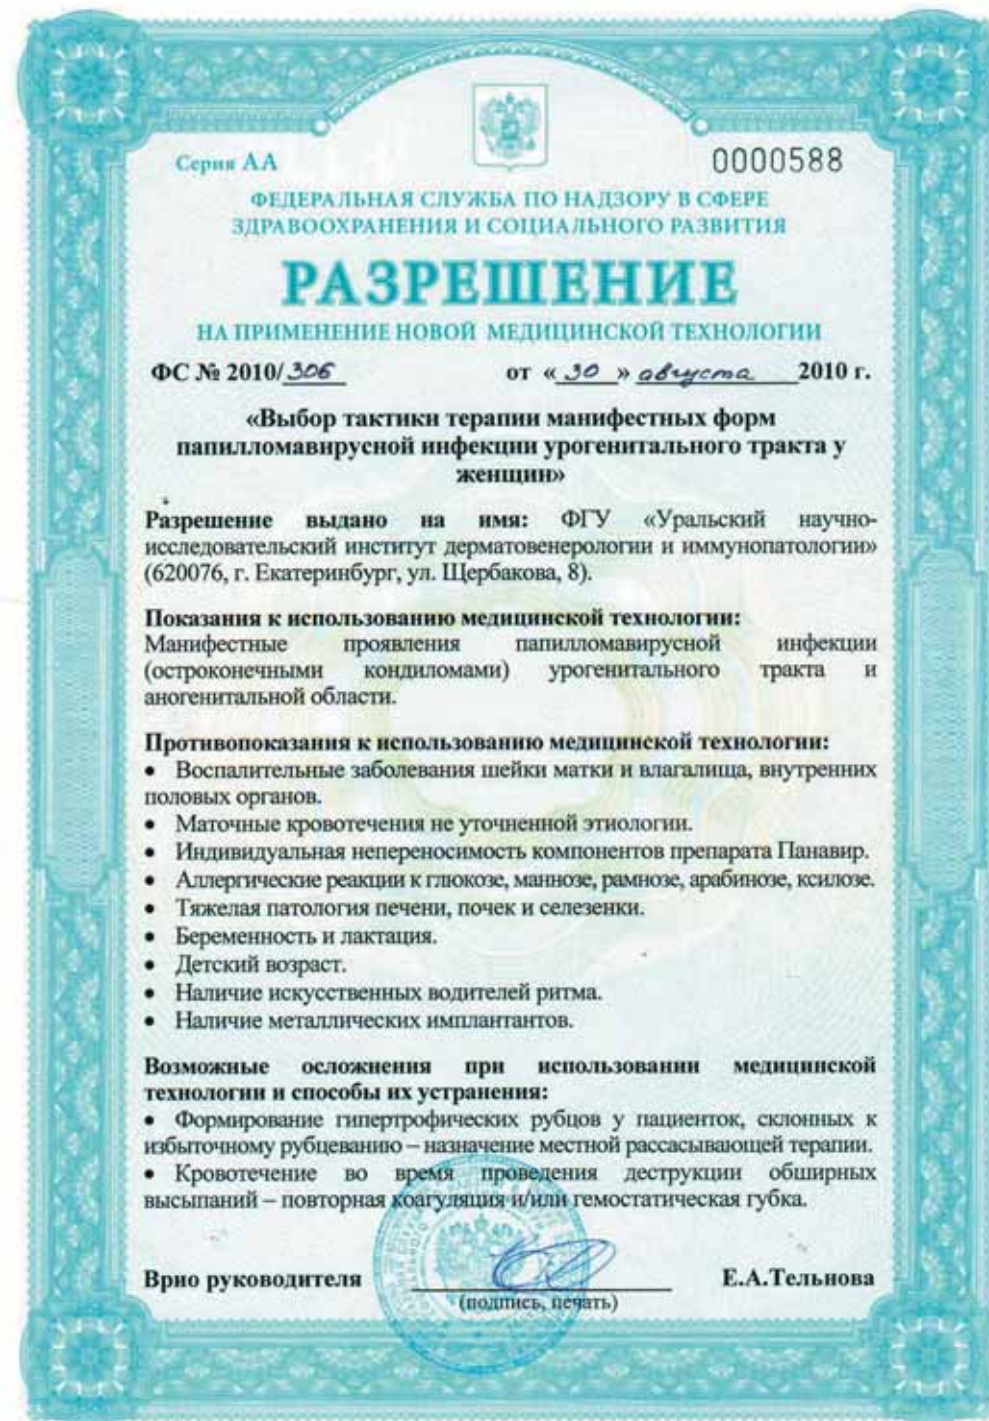 Серия АА
0000588
ФЕДЕРАЛЬНАЯ СЛУЖБА ПО НАДЗОРУ В СФЕРЕ
ЗДРАВООХРАНЕНИЯ И СОЦИАЛЬНОГО РАЗВИТИЯ
РАЗРЕШЕНИЕ
НА ПРИМЕНЕНИЕ НОВОЙ МЕДИЦИНСКОЙ ТЕХНОЛОГИИ
ФС № 2010/ 306 от « 30 » августа 2010 г.
«Выбор тактики терапии манифестных форм
папилломавирусной инфекции урогенитального тракта у
женщин»
Разрешение выдано на имя: ФГУ «Уральский научно-
исследовательский институт дерматовенерологии и иммунопатологии»
(620076, г. Екатеринбург, ул. Щербакова, 8).
Показания к использованию медицинской технологии:
Манифестные проявления папилломавирусной инфекции
(остроконечными кондиломами) урогенитального тракта и
аногенитальной области.
Противопоказания к использованию медицинской технологии:
• Воспалительные заболевания шейки матки и влагалища, внутренних
половых органов.
• Маточные кровотечения не уточненной этиологии.
• Индивидуальная непереносимость компонентов препарата Панавир.
• Аллергические реакции к глюкозе, маннозе, рамнозе, арабинозе, ксилозе.
• Тяжелая патология печени, почек и селезенки.
• Беременность и лактация.
• Детский возраст.
• Наличие искусственных водителей ритма.
• Наличие металлических имплантантов.
Возможные осложнения при использовании медицинской
технологии и способы их устранения:
• Формирование гипертрофических рубцов у пациенток, склонных к
избыточному рубцеванию – назначение местной рассасывающей терапии.
• Кровотечение во время проведения деструкции обширных
высыпаний – повторная коагуляция и/или гемостатическая губка.
Врио руководителя
Е.А.Тельнова
(подпись, печать)